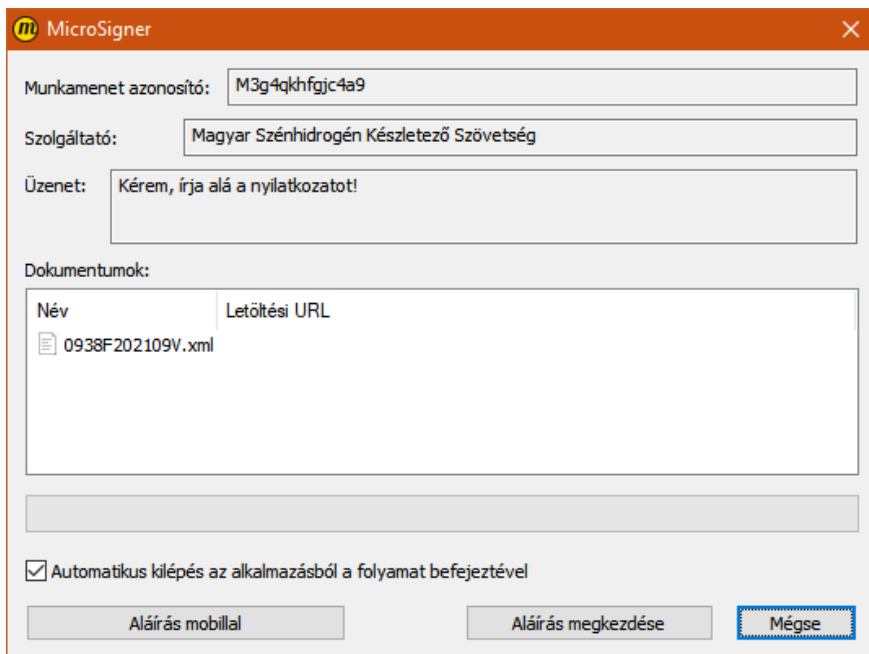 m MicroSigner
Munkamenet azonosító: M3g4qkhfgjc4a9
Szolgáltató: Magyar Szénhidrogén Készletező Szövetség
Üzenet: Kérem, írja alá a nyilatkozatot!
Dokumentumok:
Név Letöltési URL
0938F202109V.xml
Automatikus kilépés az alkalmazásból a folyamat befejeztével
Aláírás mobillal Aláírás megkezdése Mégse